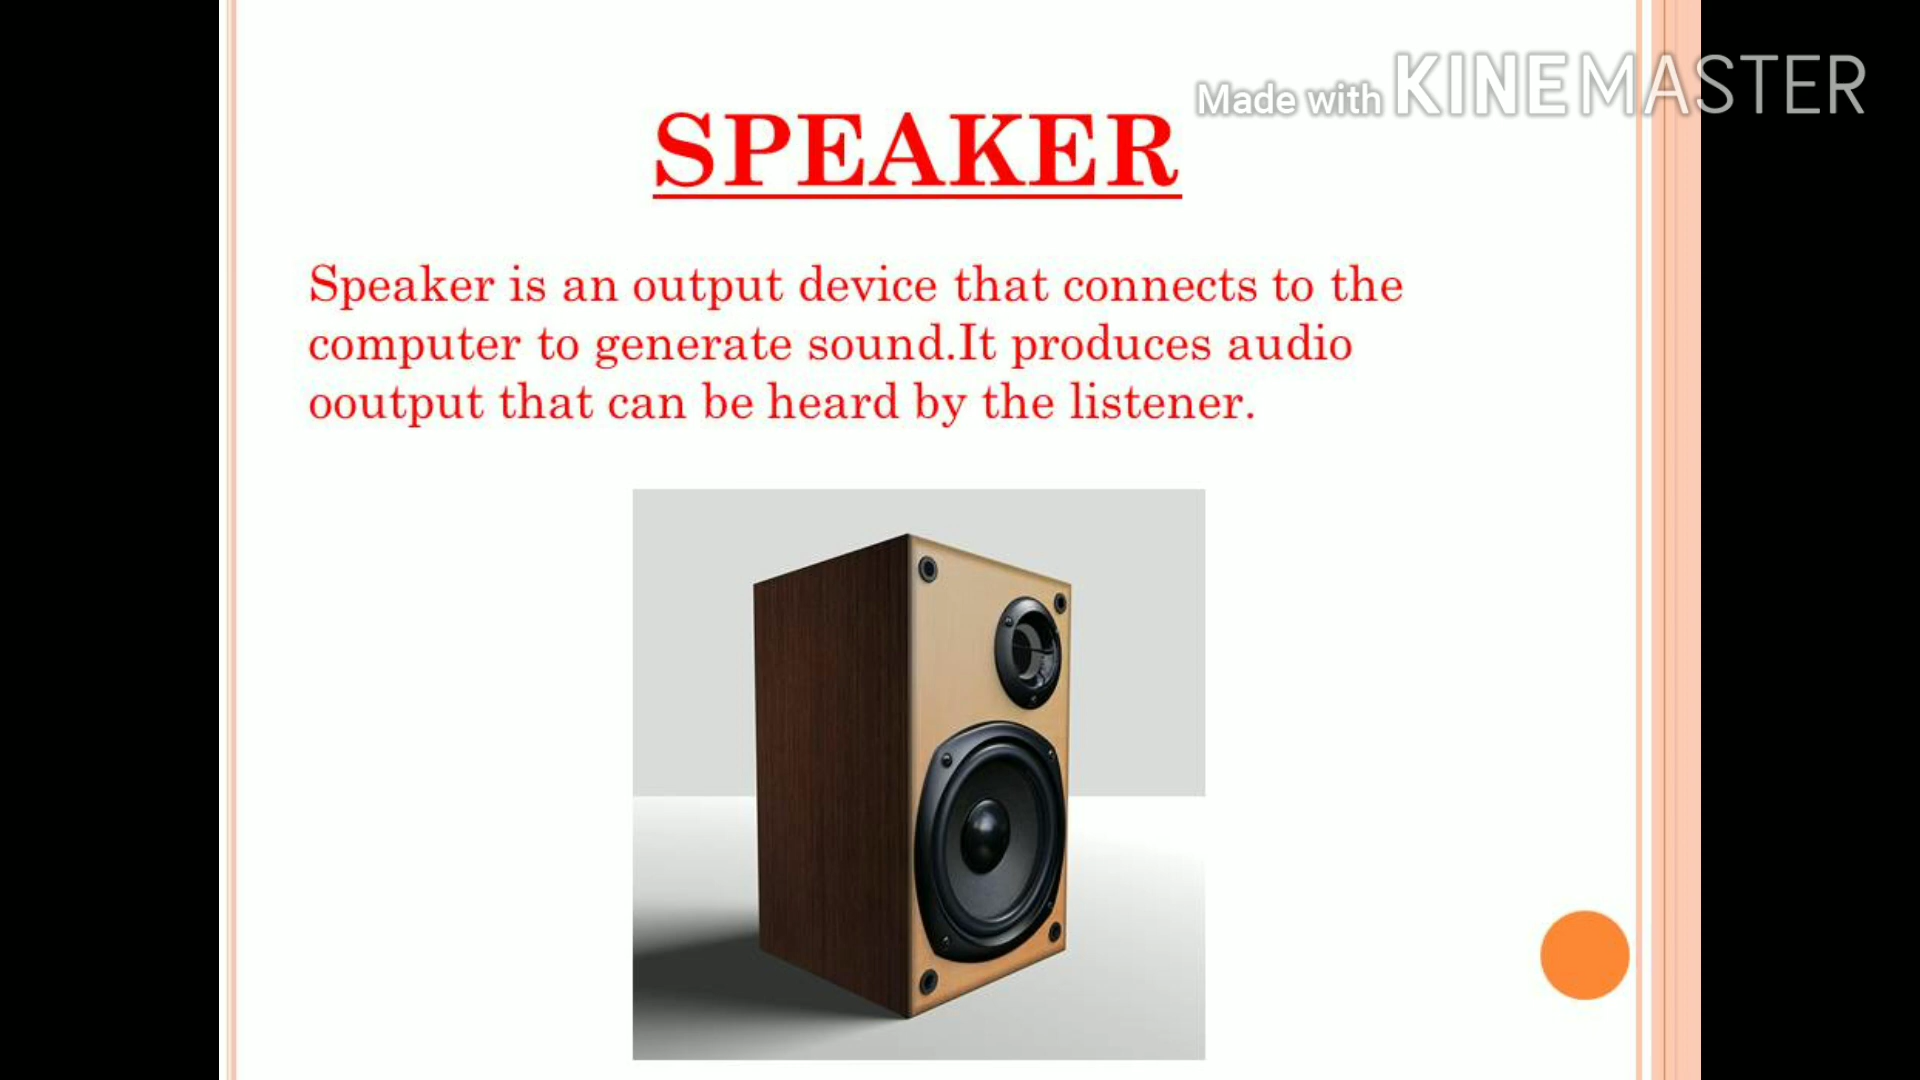 Made with KINEMASTER
SPEAKER
Speaker is an output device that connects to the
computer to generate sound.It produces audio
ooutput that can be heard by the listener.